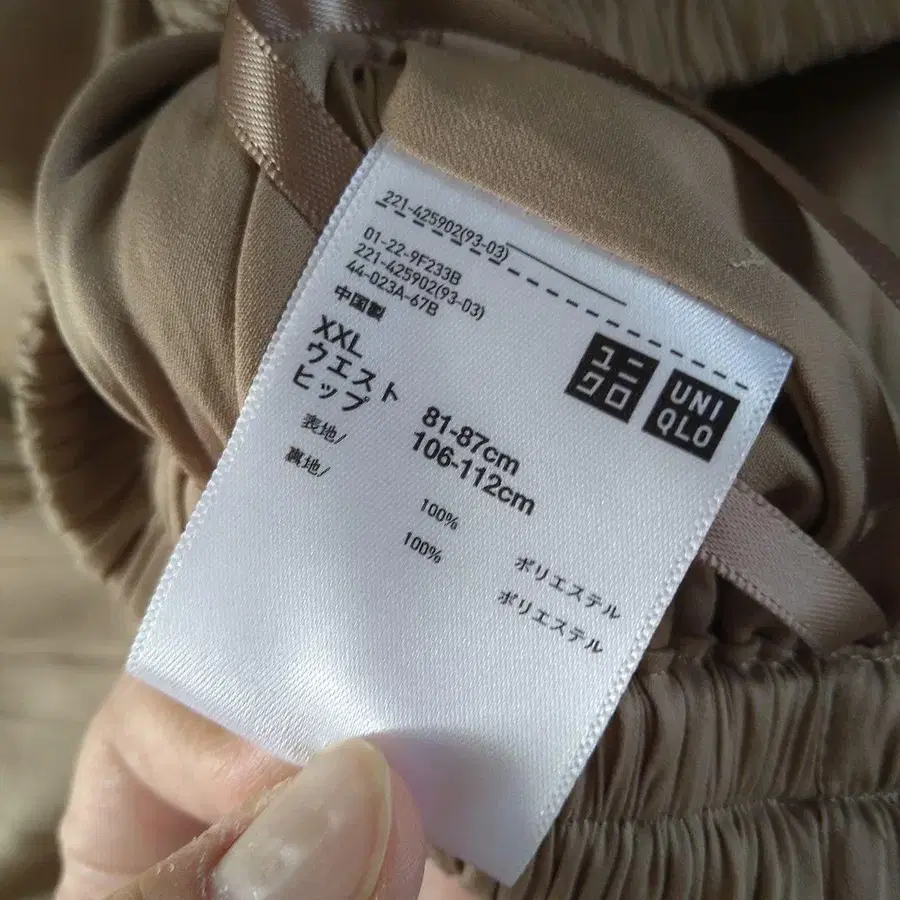 221-425902(93-03)
01-22-9F233B
221-425902(93-03)
44-023A-67B
中国製
XXL
ウエスト 81-87cm
ヒップ 106-112cm
表地/ 100% ポリエステル
裏地/ 100% ポリエステル
ユニ
クロ
UNI
QLO